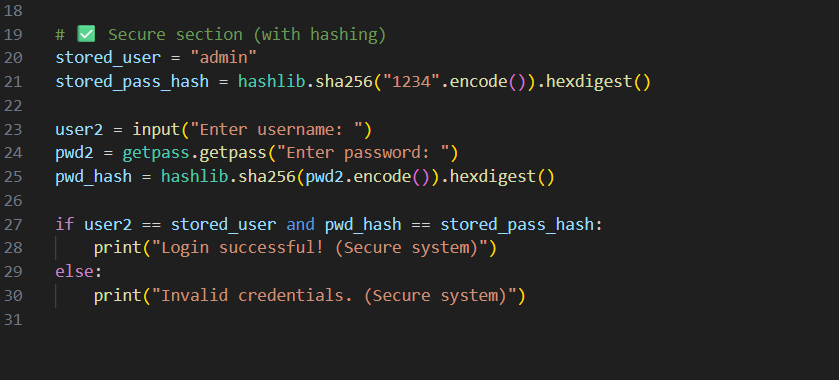 18
19 # ✅ Secure section (with hashing)
20 stored_user = "admin"
21 stored_pass_hash = hashlib.sha256("1234".encode()).hexdigest()
22
23 user2 = input("Enter username: ")
24 pwd2 = getpass.getpass("Enter password: ")
25 pwd_hash = hashlib.sha256(pwd2.encode()).hexdigest()
26
27 if user2 == stored_user and pwd_hash == stored_pass_hash:
28     print("Login successful! (Secure system)")
29 else:
30     print("Invalid credentials. (Secure system)")
31